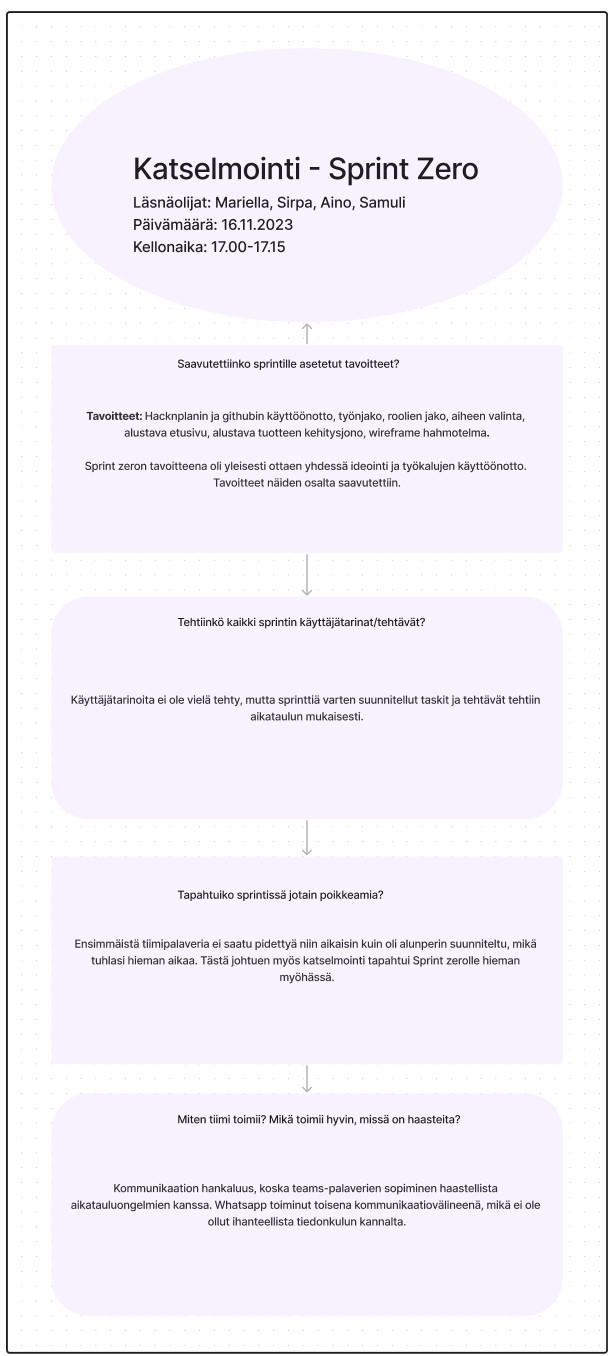 Katselmointi - Sprint Zero
Läsnäolijat: Mariella, Sirpa, Aino, Samuli
Päivämäärä: 16.11.2023
Kellonaika: 17.00-17.15
Saavutettiinko sprintille asetetut tavoitteet?
Tavoitteet: Hacknplanin ja githubin käyttöönotto, työnjako, roolien jako, aiheen valinta,
alustava etusivu, alustava tuotteen kehitysjono, wireframe hahmotelma.
Sprint zeron tavoitteena oli yleisesti ottaen yhdessä ideointi ja työkalujen käyttöönotto.
Tavoitteet näiden osalta saavutettiin.
Tehtiinkö kaikki sprintin käyttäjätarinat/tehtävät?
Käyttäjätarinoita ei ole vielä tehty, mutta sprinttiä varten suunnitellut taskit ja tehtävät tehtiin
aikataulun mukaisesti.
Tapahtuiko sprintissä jotain poikkeamia?
Ensimmäistä tiimipalaveria ei saatu pidettyä niin aikaisin kuin oli alunperin suunniteltu, mikä
tuhlasi hieman aikaa. Tästä johtuen myös katselmointi tapahtui Sprint zerolle hieman
myöhässä.
Miten tiimi toimii? Mikä toimii hyvin, missä on haasteita?
Kommunikaation hankaluus, koska teams-palaverien sopiminen haastellista
aikatauluongelmien kanssa. Whatsapp toiminut toisena kommunikaatiovälineenä, mikä ei ole
ollut ihanteellista tiedonkulun kannalta.